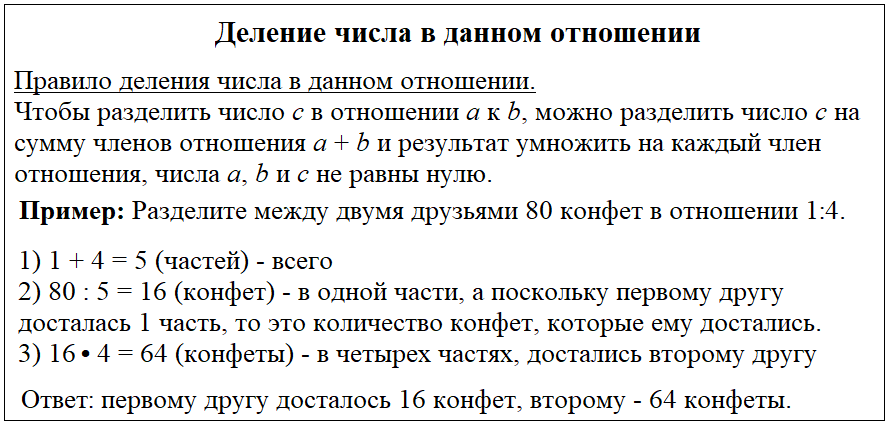 Деление числа в данном отношении
Правило деления числа в данном отношении.
Чтобы разделить число c в отношении a к b, можно разделить число c на
сумму членов отношения a + b и результат умножить на каждый член
отношения, числа a, b и c не равны нулю.
Пример: Разделите между двумя друзьями 80 конфет в отношении 1:4.
1) 1 + 4 = 5 (частей) - всего
2) 80 : 5 = 16 (конфет) - в одной части, а поскольку первому другу
досталась 1 часть, то это количество конфет, которые ему достались.
3) 16 • 4 = 64 (конфеты) - в четырех частях, достались второму другу
Ответ: первому другу досталось 16 конфет, второму - 64 конфеты.